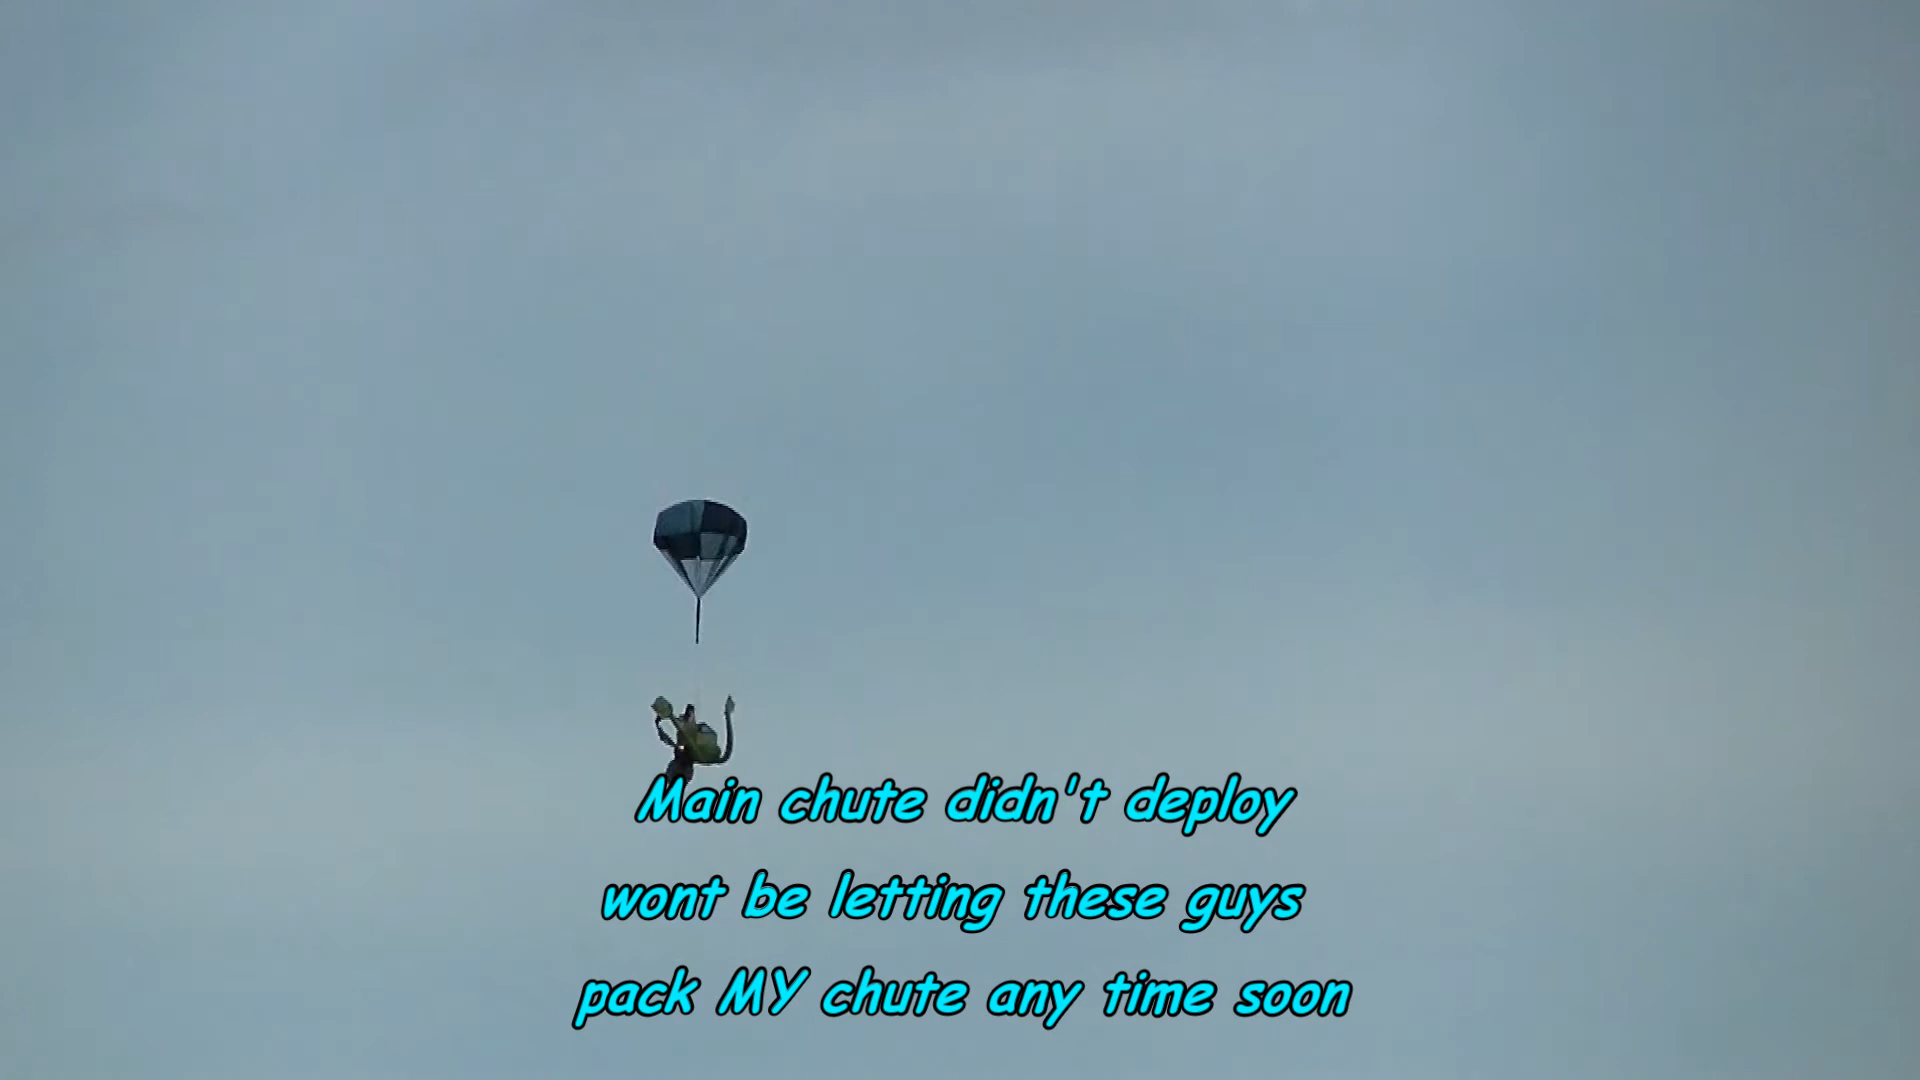 Main chute didn't deploy
wont be letting these guys
pack MY chute any time soon